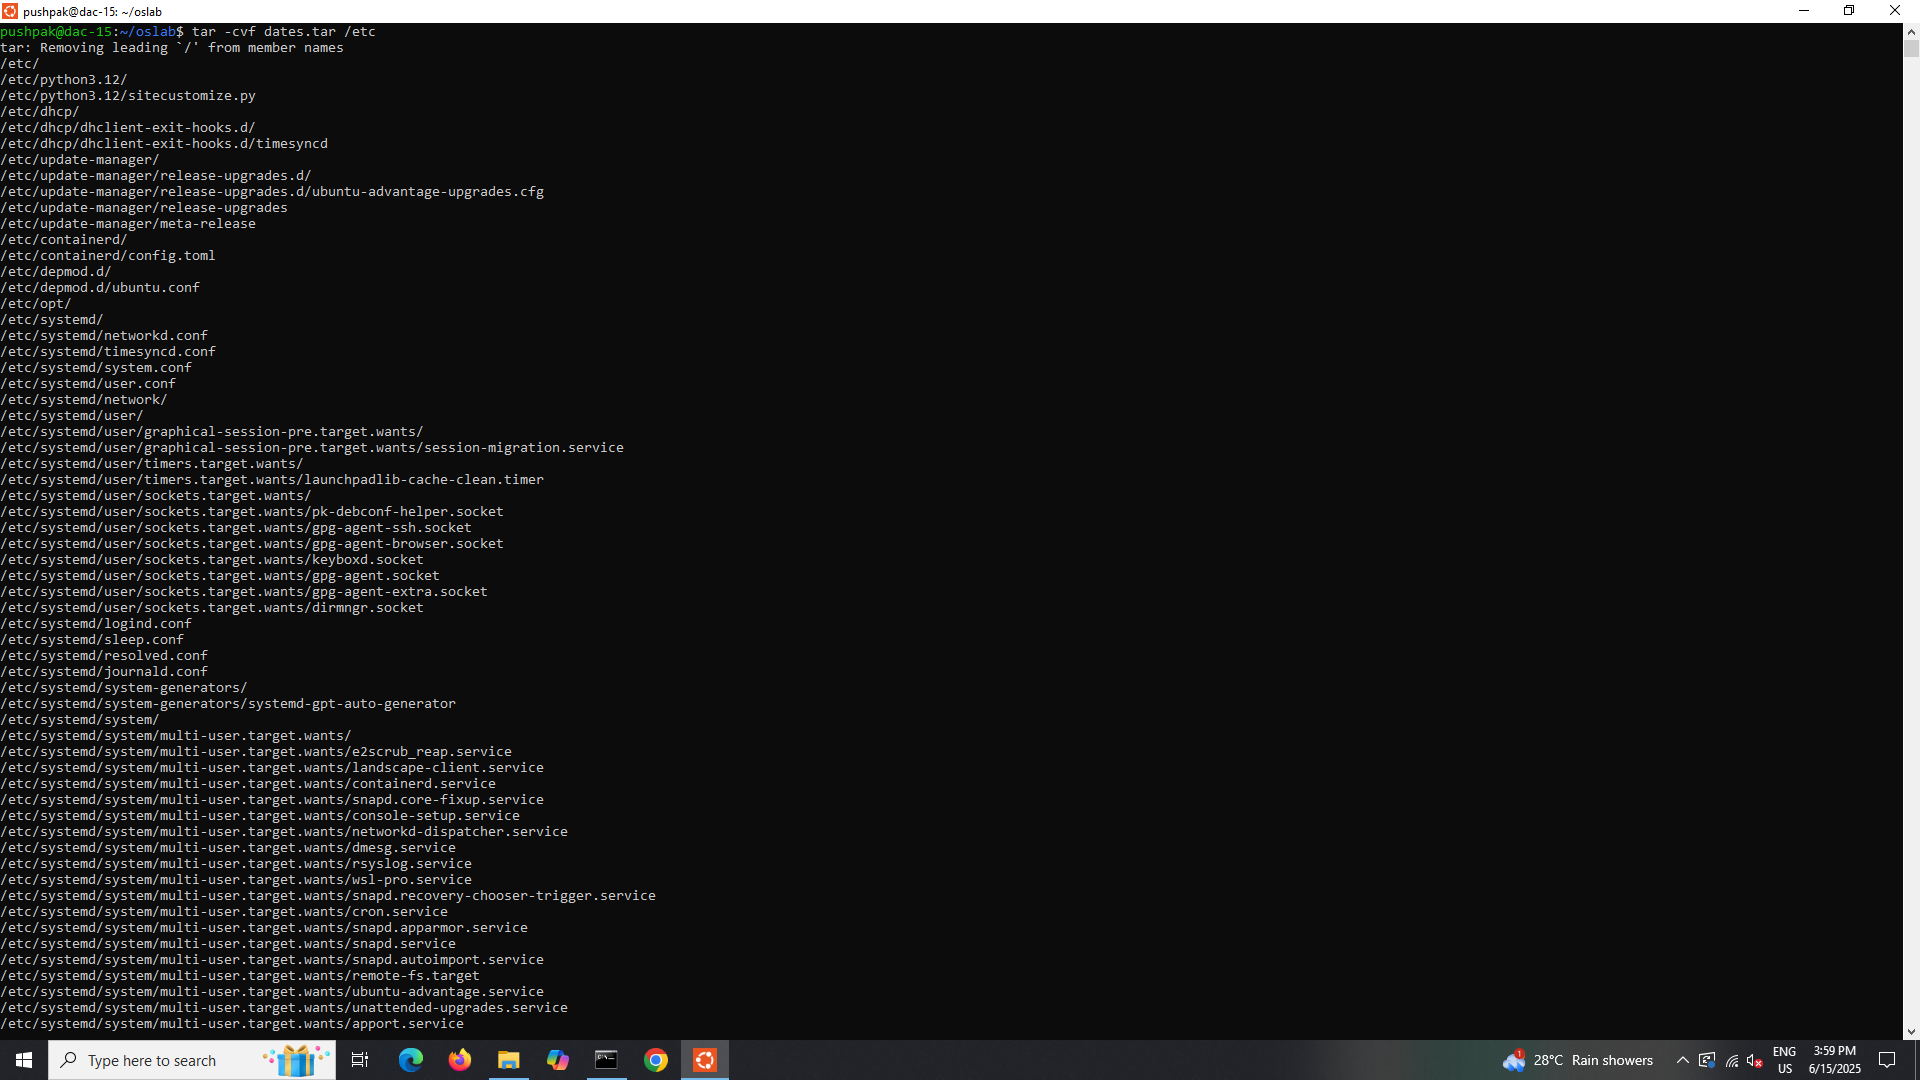 pushpak@dac-15: ~/oslab
pushpak@dac-15:~/oslab$ tar -cvf dates.tar /etc
tar: Removing leading `/' from member names
/etc/
/etc/python3.12/
/etc/python3.12/sitecustomize.py
/etc/dhcp/
/etc/dhcp/dhclient-exit-hooks.d/
/etc/dhcp/dhclient-exit-hooks.d/timesyncd
/etc/update-manager/
/etc/update-manager/release-upgrades.d/
/etc/update-manager/release-upgrades.d/ubuntu-advantage-upgrades.cfg
/etc/update-manager/release-upgrades
/etc/update-manager/meta-release
/etc/containerd/
/etc/containerd/config.toml
/etc/depmod.d/
/etc/depmod.d/ubuntu.conf
/etc/opt/
/etc/systemd/
/etc/systemd/networkd.conf
/etc/systemd/timesyncd.conf
/etc/systemd/system.conf
/etc/systemd/user.conf
/etc/systemd/network/
/etc/systemd/user/
/etc/systemd/user/graphical-session-pre.target.wants/
/etc/systemd/user/graphical-session-pre.target.wants/session-migration.service
/etc/systemd/user/timers.target.wants/
/etc/systemd/user/timers.target.wants/launchpadlib-cache-clean.timer
/etc/systemd/user/sockets.target.wants/
/etc/systemd/user/sockets.target.wants/pk-debconf-helper.socket
/etc/systemd/user/sockets.target.wants/gpg-agent-ssh.socket
/etc/systemd/user/sockets.target.wants/gpg-agent-browser.socket
/etc/systemd/user/sockets.target.wants/keyboxd.socket
/etc/systemd/user/sockets.target.wants/gpg-agent.socket
/etc/systemd/user/sockets.target.wants/gpg-agent-extra.socket
/etc/systemd/user/sockets.target.wants/dirmngr.socket
/etc/systemd/logind.conf
/etc/systemd/sleep.conf
/etc/systemd/resolved.conf
/etc/systemd/journald.conf
/etc/systemd/system-generators/
/etc/systemd/system-generators/systemd-gpt-auto-generator
/etc/systemd/system/
/etc/systemd/system/multi-user.target.wants/
/etc/systemd/system/multi-user.target.wants/e2scrub_reap.service
/etc/systemd/system/multi-user.target.wants/landscape-client.service
/etc/systemd/system/multi-user.target.wants/containerd.service
/etc/systemd/system/multi-user.target.wants/snapd.core-fixup.service
/etc/systemd/system/multi-user.target.wants/console-setup.service
/etc/systemd/system/multi-user.target.wants/networkd-dispatcher.service
/etc/systemd/system/multi-user.target.wants/dmesg.service
/etc/systemd/system/multi-user.target.wants/rsyslog.service
/etc/systemd/system/multi-user.target.wants/wsl-pro.service
/etc/systemd/system/multi-user.target.wants/snapd.recovery-chooser-trigger.service
/etc/systemd/system/multi-user.target.wants/cron.service
/etc/systemd/system/multi-user.target.wants/snapd.apparmor.service
/etc/systemd/system/multi-user.target.wants/snapd.service
/etc/systemd/system/multi-user.target.wants/snapd.autoimport.service
/etc/systemd/system/multi-user.target.wants/remote-fs.target
/etc/systemd/system/multi-user.target.wants/ubuntu-advantage.service
/etc/systemd/system/multi-user.target.wants/unattended-upgrades.service
/etc/systemd/system/multi-user.target.wants/apport.service
Type here to search
1
28°C Rain showers
ENG
US
3:59 PM
6/15/2025